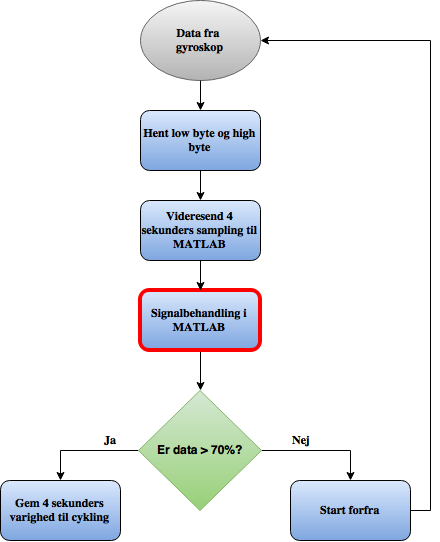 Data fra
gyroskop
Hent low byte og high
byte
Videresend 4
sekunders sampling til
MATLAB
Signalbehandling i
MATLAB
Er data > 70%?
Ja
Nej
Gem 4 sekunders
varighed til cykling
Start forfra